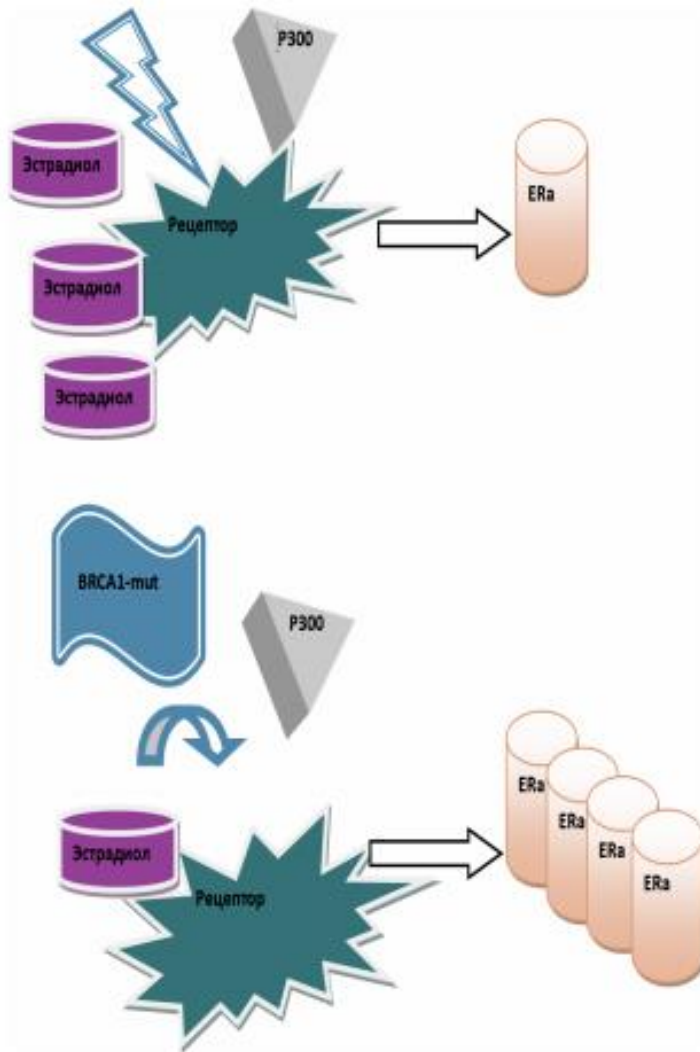 P300
Эстрадиол
Рецептор
ERa
Эстрадиол
Эстрадиол
BRCA1-mut
P300
ERa
ERa
ERa
ERa
Эстрадиол
Рецептор